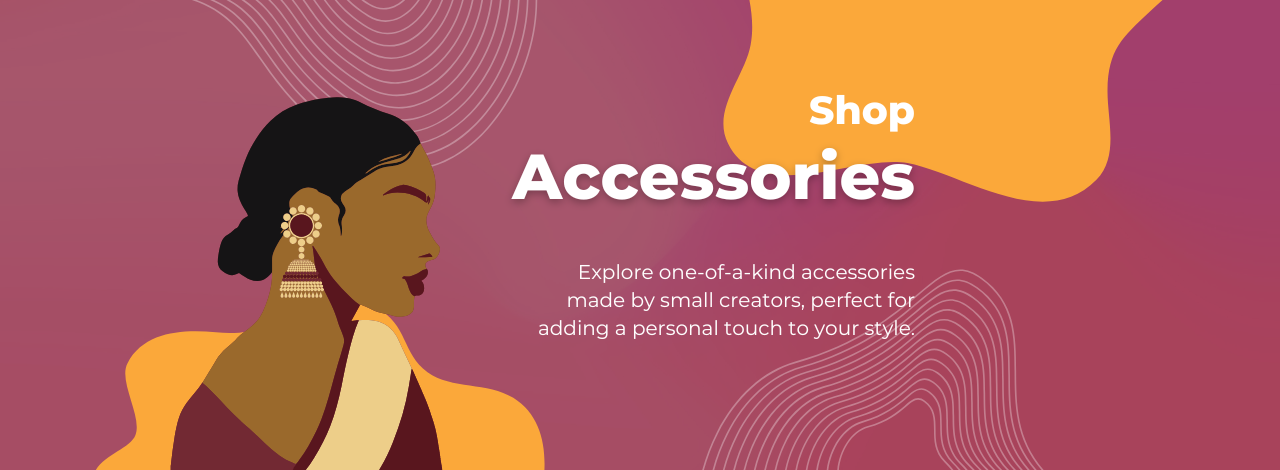 Shop
Accessories
Explore one-of-a-kind accessories
made by small creators, perfect for
adding a personal touch to your style.